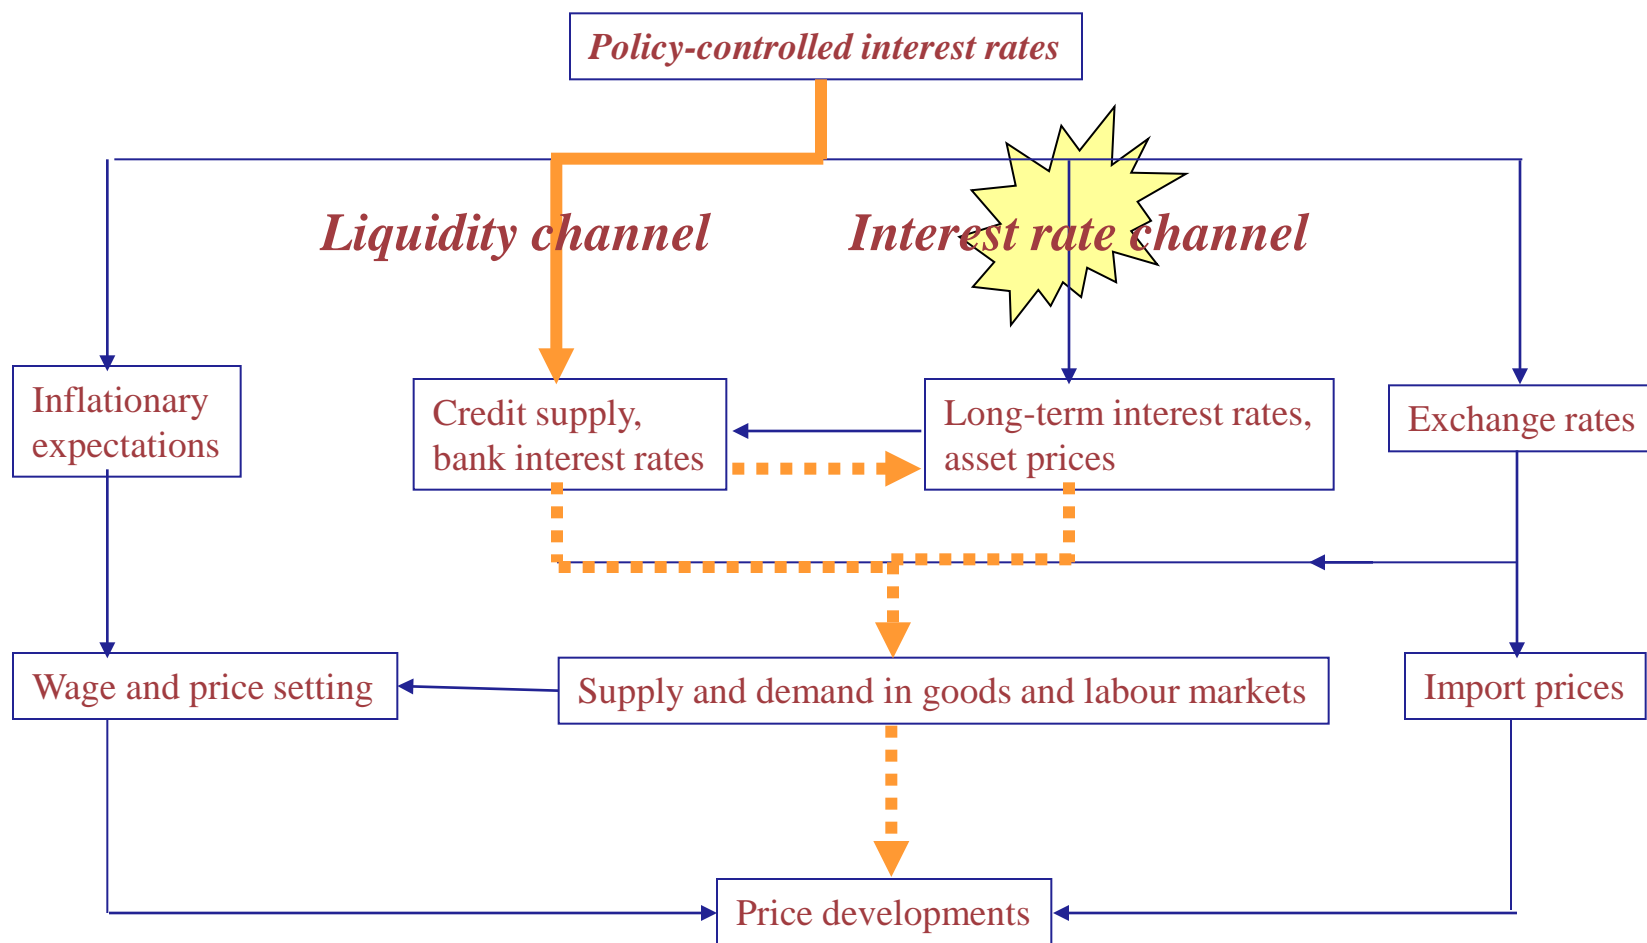 Policy-controlled interest rates
Liquidity channel
Interest rate channel
Inflationary
expectations
Credit supply,
bank interest rates
Long-term interest rates,
asset prices
Exchange rates
Wage and price setting
Supply and demand in goods and labour markets
Import prices
Price developments